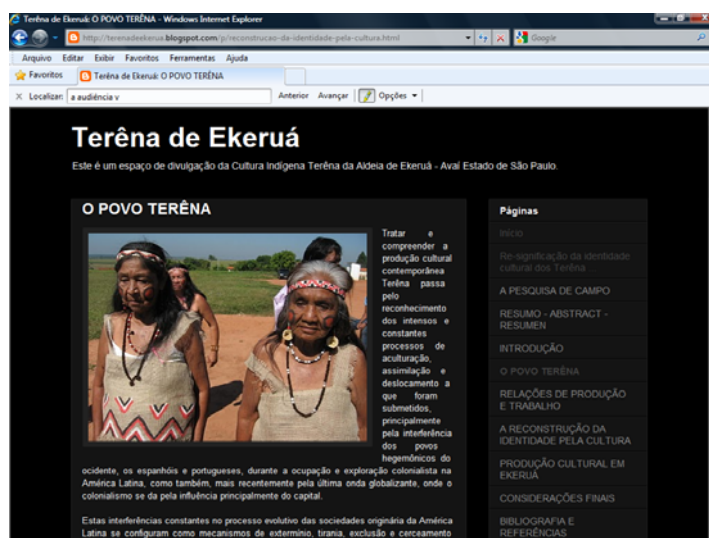 Terêna de Ekeruá: O POVO TERÊNA - Windows Internet Explorer
http://terenadeekerua.blogspot.com/p/reconstrucao-da-identidade-pela-cultura.html
Google
Arquivo Editar Exibir Favoritos Ferramentas Ajuda
Favoritos Terêna de Ekeruá: O POVO TERÊNA
Localizar: a audiência v Anterior Avançar Opções
Terêna de Ekeruá
Este é um espaço de divulgação da Cultura Indígena Terêna da Aldeia de Ekeruá - Avaí Estado de São Paulo.
O POVO TERÊNA
Tratar e
compreender a
produção cultural
contemporânea
Terêna passa
pelo
reconhecimento
dos intensos e
constantes
processos de
aculturação,
assimilação e
deslocamento a
que foram
submetidos,
principalmente
pela interferência
dos povos
hegemônicos do
ocidente, os espanhóis e portugueses, durante a ocupação e exploração colonialista na
América Latina, como também, mais recentemente pela última onda globalizante, onde o
colonialismo se da pela influência principalmente do capital.
Estas interferências constantes no processo evolutivo das sociedades originária da América
Latina se configuram como mecanismos de extermínio, tirania, exclusão e cerceamento
Páginas
Início
Re-significação da identidade
cultural dos Terêna ...
A PESQUISA DE CAMPO
RESUMO - ABSTRACT -
RESUMEN
INTRODUÇÃO
O POVO TERÊNA
RELAÇÕES DE PRODUÇÃO
E TRABALHO
A RECONSTRUÇÃO DA
IDENTIDADE PELA CULTURA
PRODUÇÃO CULTURAL EM
EKERUÁ
CONSIDERAÇÕES FINAIS
BIBLIOGRAFIA E
REFERÊNCIAS